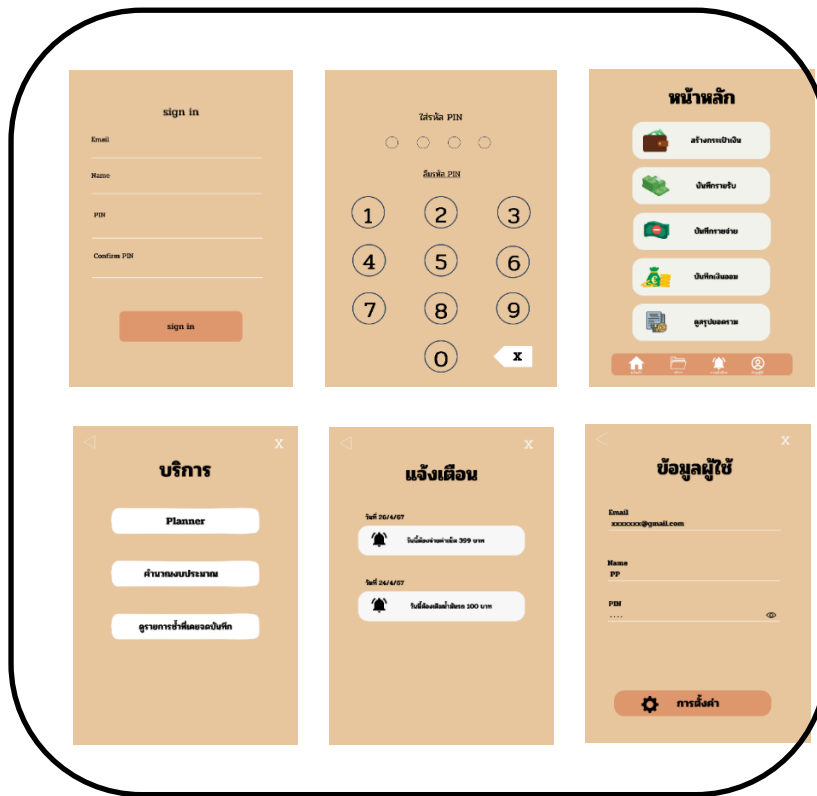 sign in
Email
Name
PIN
Confirm PIN
sign in
ใส่รหัส PIN
ลืมรหัส PIN
1 2 3
4 5 6
7 8 9
0 X
หน้าหลัก
สร้างกระเป๋าเงิน
บันทึกรายรับ
บันทึกรายจ่าย
บันทึกเงินออม
ดูสรุปยอดรวม
X
บริการ
Planner
คำนวณงบประมาณ
ดูรายการซ้ำที่เคยจดบันทึก
X
แจ้งเตือน
วันที่ 26/4/67
วันนี้ต้องจ่ายค่าเน็ต 399 บาท
วันที่ 24/4/67
วันนี้ต้องเติมน้ำมันรถ 100 บาท
X
ข้อมูลผู้ใช้
Email
xxxxxxx@gmail.com
Name
PP
PIN
....
การตั้งค่า